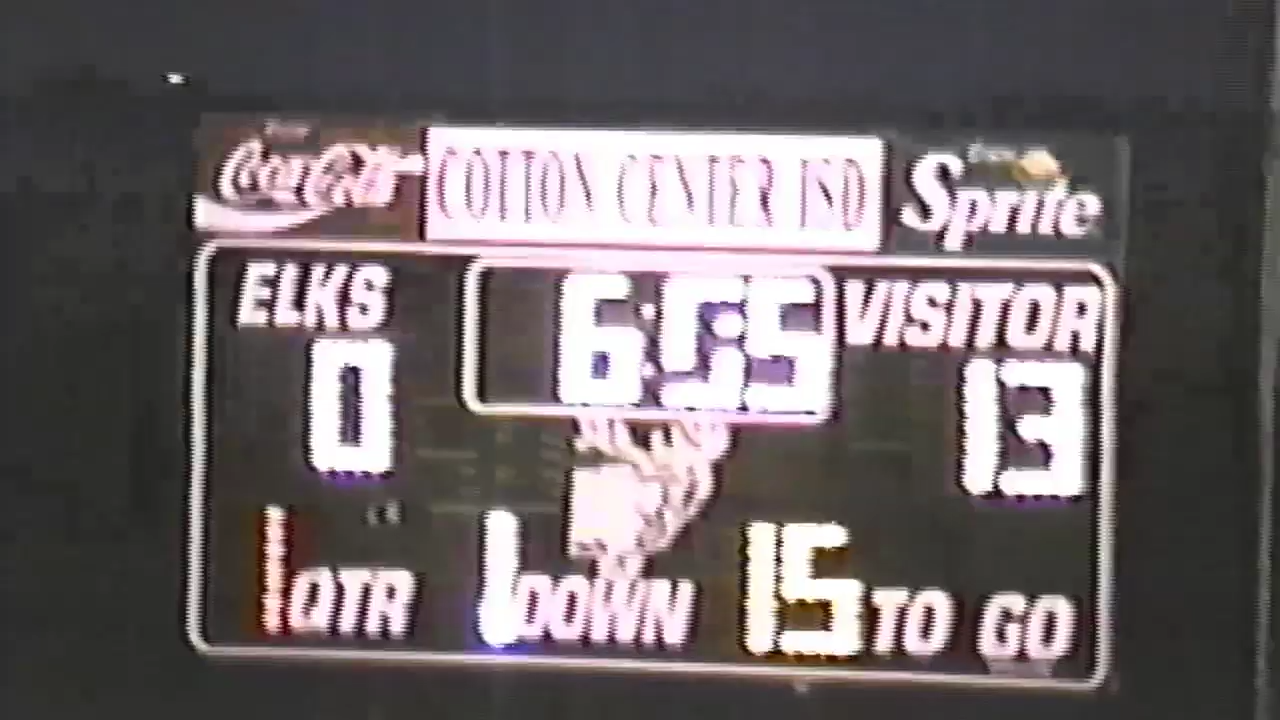 Coca-Cola COTTON CENTER ISD Sprite
ELKS 6:55 VISITOR
0 13
1 QTR 1 DOWN 15 TO GO